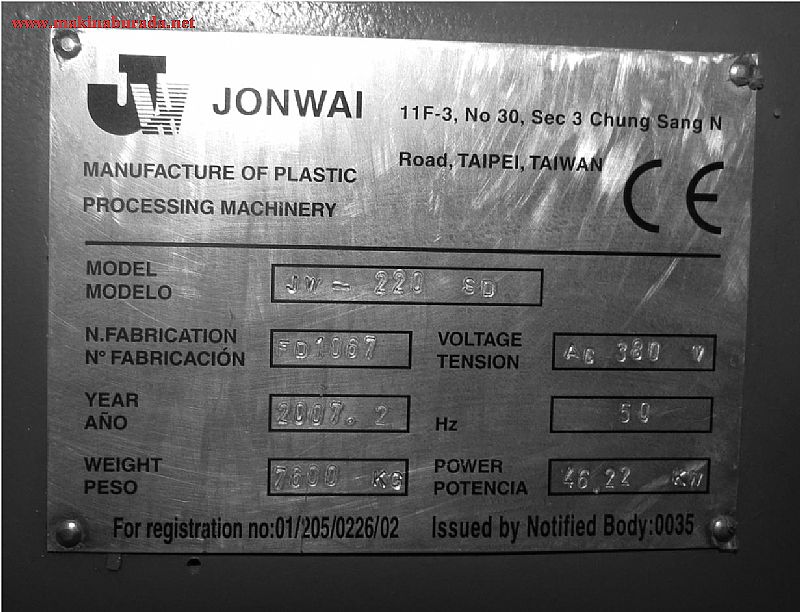 www.makinaburada.net
JW JONWAI
11F-3, No 30, Sec 3 Chung Sang N
Road, TAIPEI, TAIWAN
MANUFACTURE OF PLASTIC
PROCESSING MACHINERY
CE
MODEL
MODELO
JW - 220 SD
N.FABRICATION
N° FABRICACIÓN
FD1067
VOLTAGE
TENSION
AC 380 V
YEAR
AÑO
2007. 2
Hz
50
WEIGHT
PESO
7600 KG
POWER
POTENCIA
46.22 KW
For registration no:01/205/0226/02 Issued by Notified Body:0035